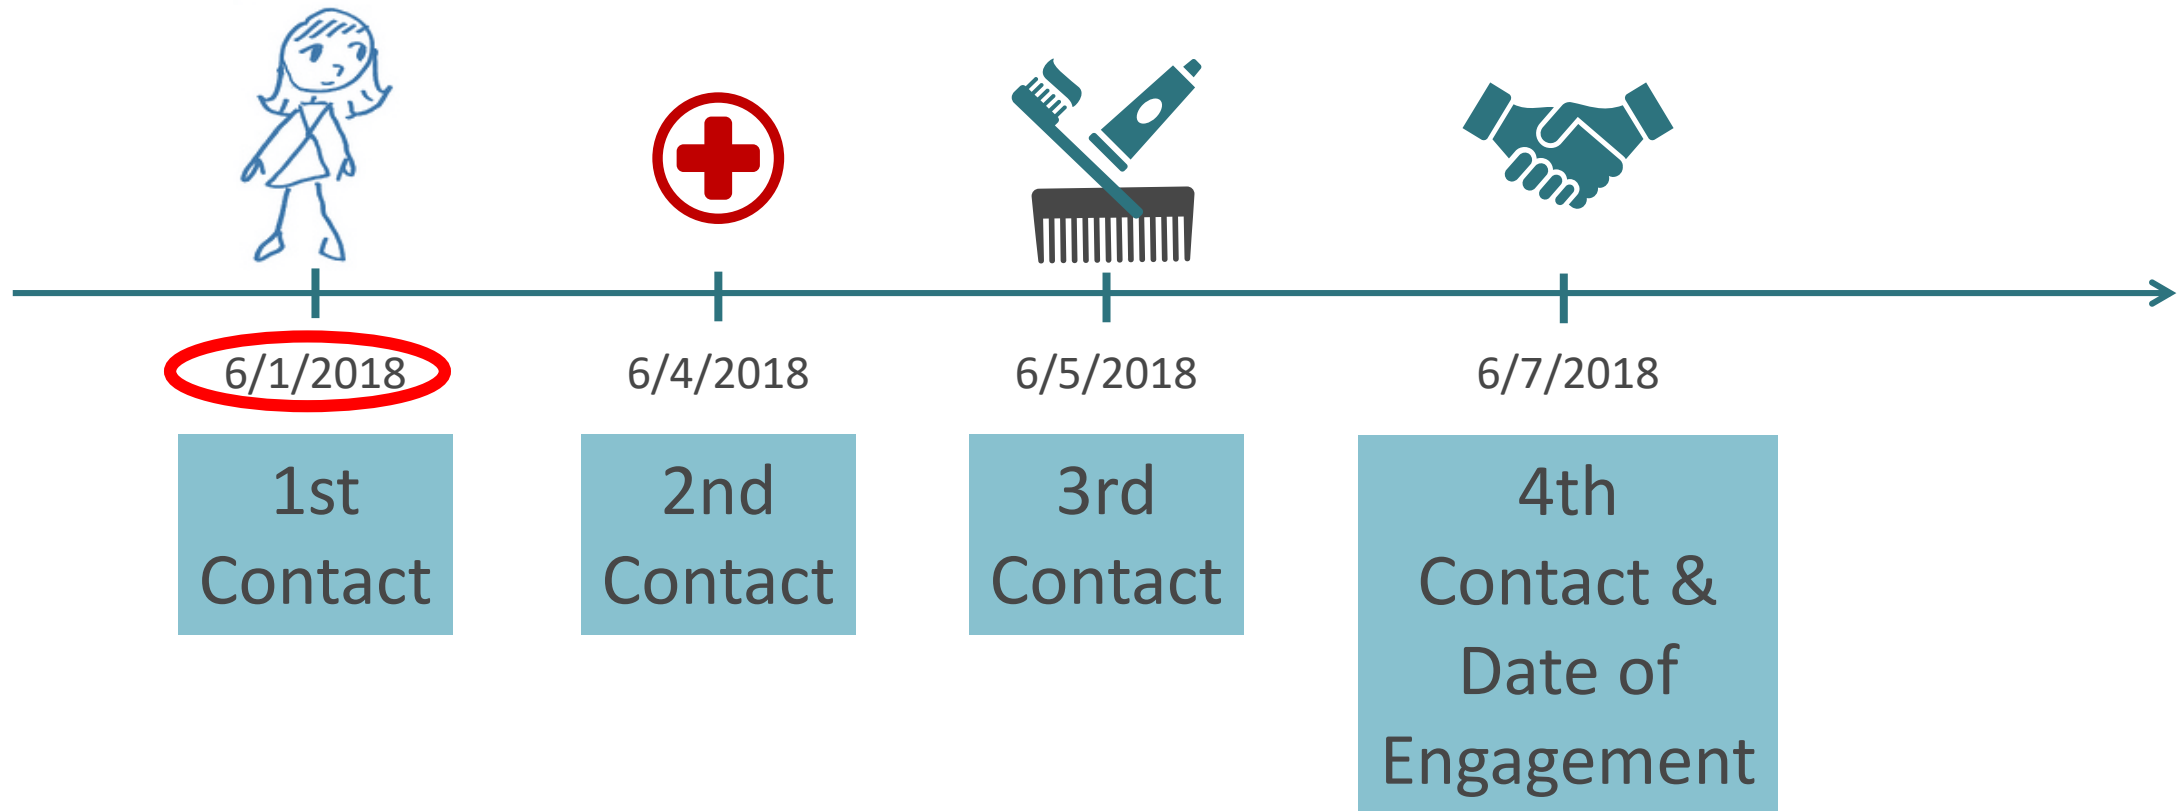 6/1/2018
6/4/2018
6/5/2018
6/7/2018
1st
Contact
2nd
Contact
3rd
Contact
4th
Contact &
Date of
Engagement